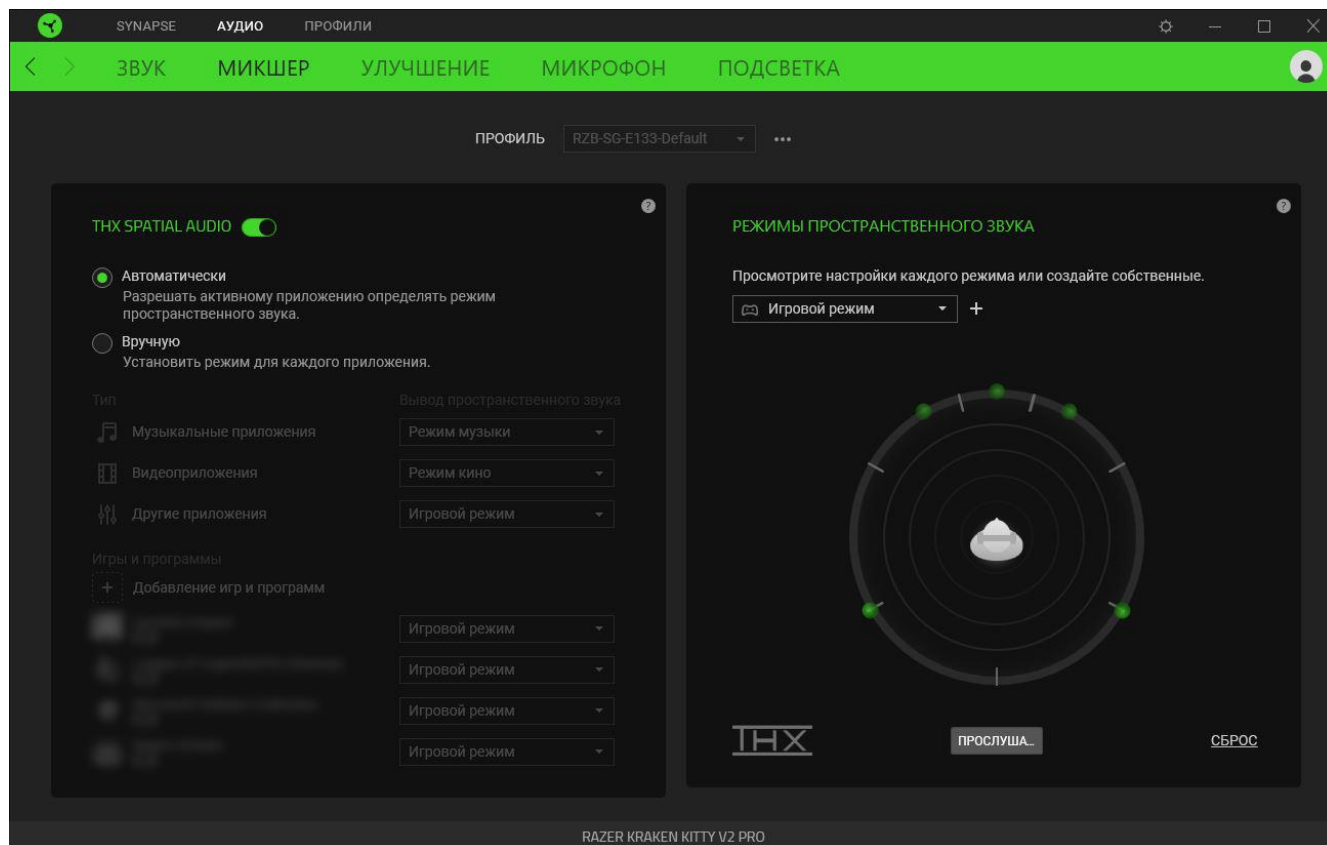 SYNAPSE АУДИО ПРОФИЛИ
ЗВУК МИКШЕР УЛУЧШЕНИЕ МИКРОФОН ПОДСВЕТКА
ПРОФИЛЬ RZB-SG-E133-Default
THX SPATIAL AUDIO
Автоматически
Разрешать активному приложению определять режим
пространственного звука.
Вручную
Установить режим для каждого приложения.
Тип Вывод пространственного звука
Музыкальные приложения Режим музыки
Видеоприложения Режим кино
Другие приложения Игровой режим
Игры и программы
Добавление игр и программ
Игровой режим
Игровой режим
Игровой режим
Игровой режим
РЕЖИМЫ ПРОСТРАНСТВЕННОГО ЗВУКА
Просмотрите настройки каждого режима или создайте собственные.
Игровой режим
THX ПРОСЛУША... СБРОС
RAZER KRAKEN KITTY V2 PRO